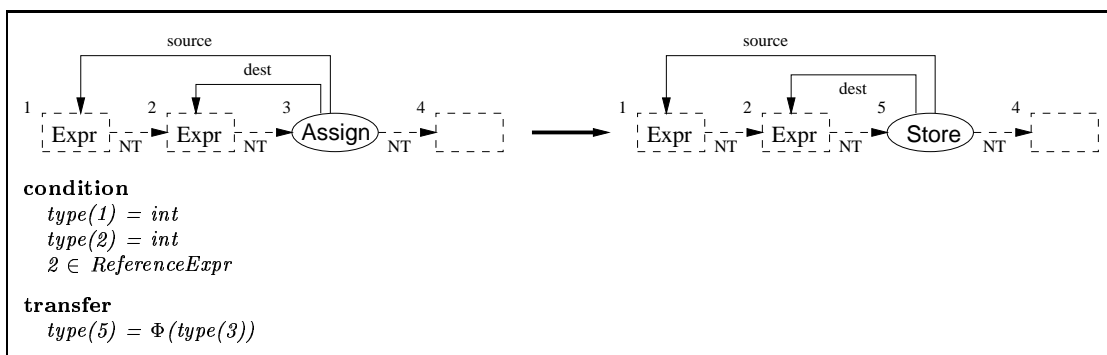 source source
dest dest
1 2 3 4 1 2 5 4
Expr Expr Assign Expr Expr Store
NT NT NT NT NT NT
condition
type(1) = int
type(2) = int
2 ∈ ReferenceExpr
transfer
type(5) = Φ(type(3))